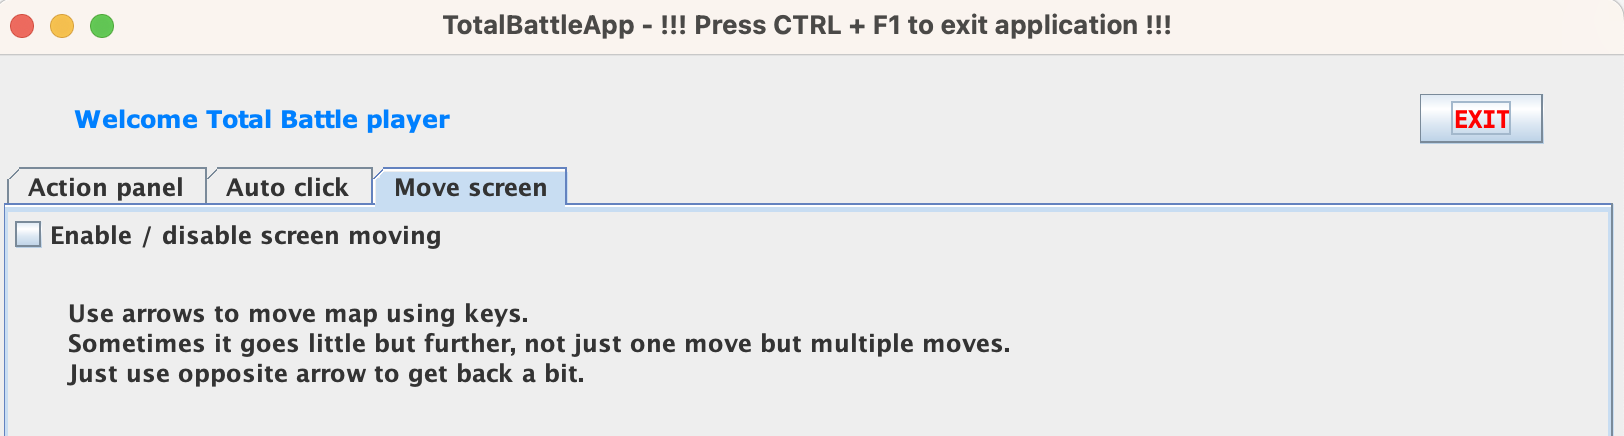 TotalBattleApp - !!! Press CTRL + F1 to exit application !!!
Welcome Total Battle player
EXIT
Action panel
Auto click
Move screen
Enable / disable screen moving
Use arrows to move map using keys.
Sometimes it goes little but further, not just one move but multiple moves.
Just use opposite arrow to get back a bit.